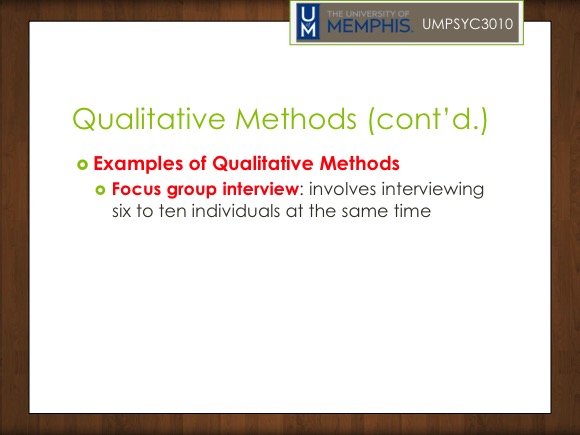 UM
THE UNIVERSITY OF
MEMPHIS.
UMPSYC3010
Qualitative Methods (cont’d.)
Examples of Qualitative Methods
Focus group interview: involves interviewing
six to ten individuals at the same time